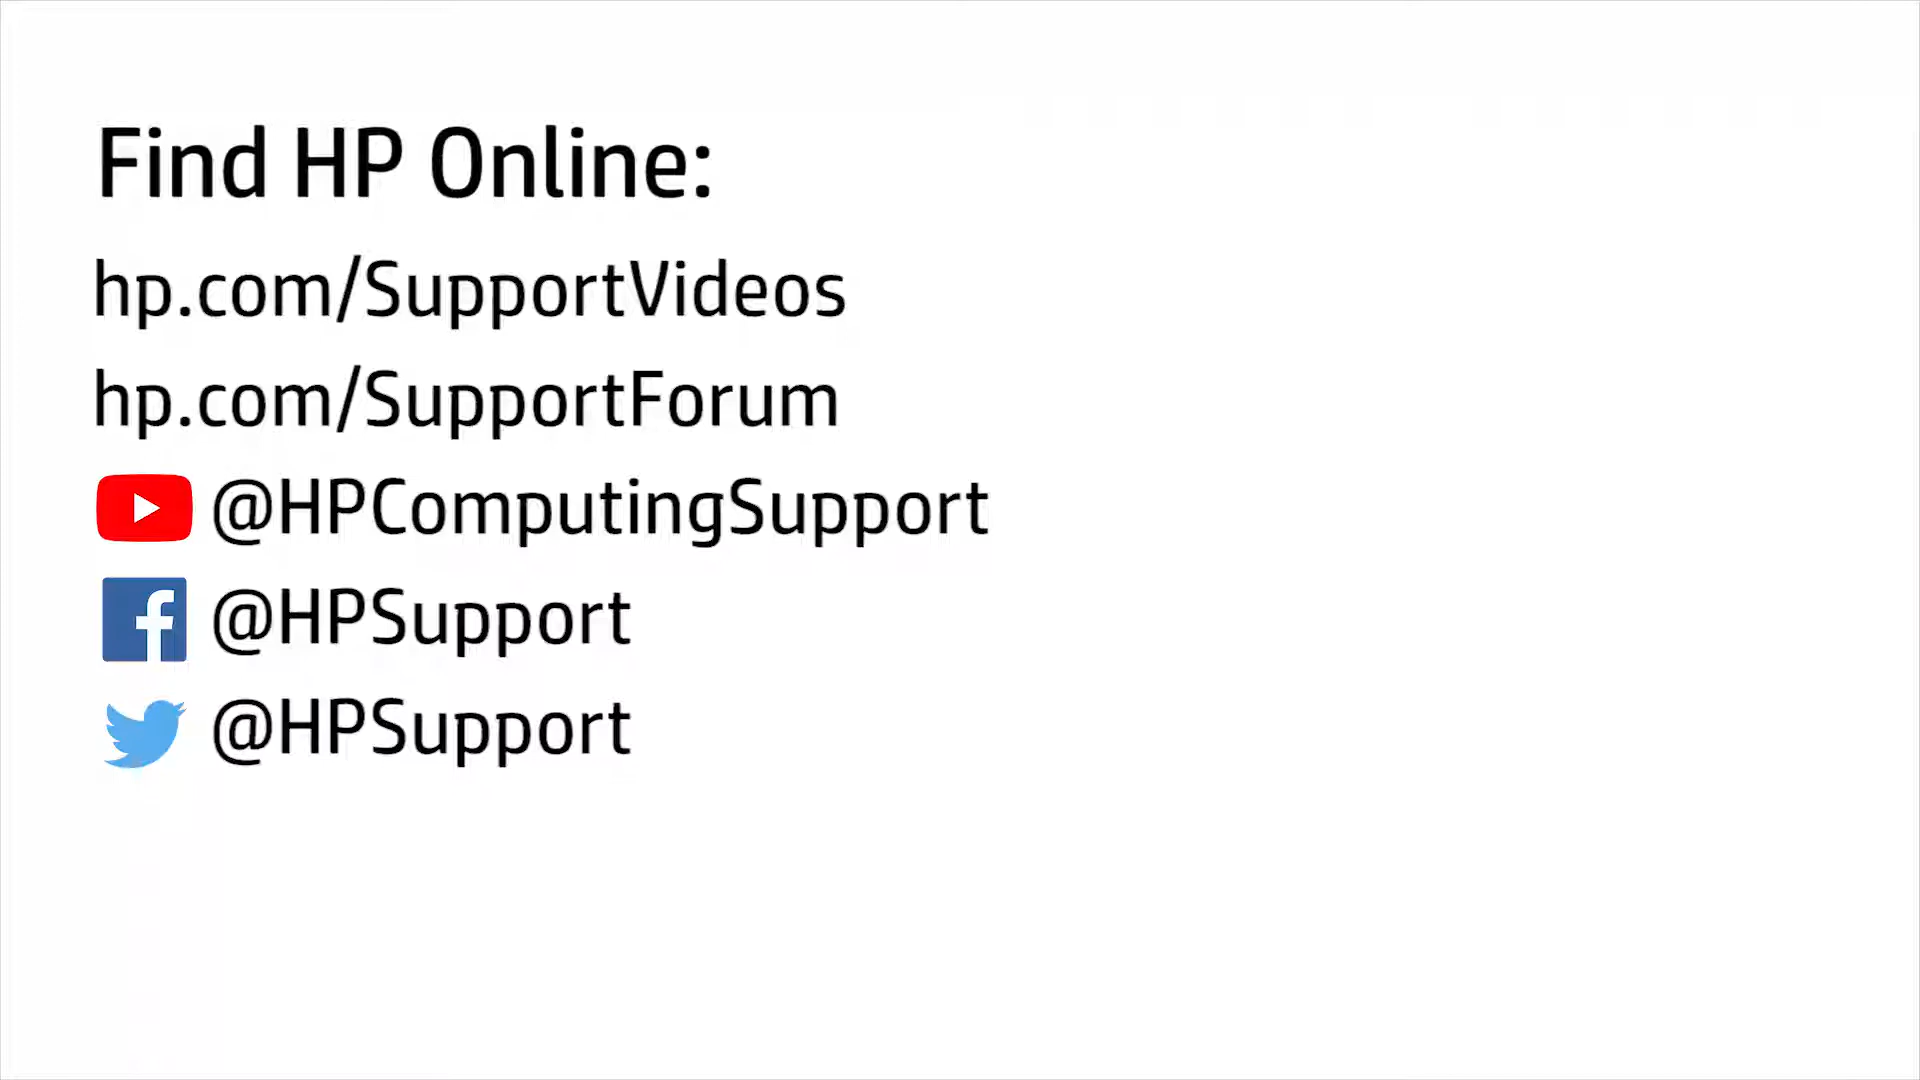 Find HP Online:
hp.com/SupportVideos
hp.com/SupportForum
@HPComputingSupport
@HPSupport
@HPSupport